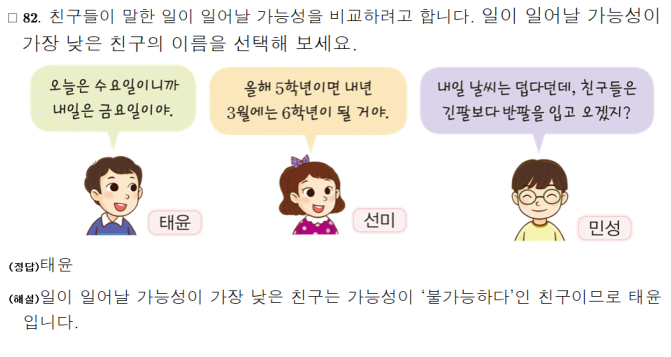 □ 82. 친구들이 말한 일이 일어날 가능성을 비교하려고 합니다. 일이 일어날 가능성이
가장 낮은 친구의 이름을 선택해 보세요.
오늘은 수요일이니까
내일은 금요일이야.
올해 5학년이면 내년
3월에는 6학년이 될 거야.
내일 날씨는 덥다던데, 친구들은
긴팔보다 반팔을 입고 오겠지?
태윤
선미
민성
(정답)태윤
(해설)일이 일어날 가능성이 가장 낮은 친구는 가능성이 ‘불가능하다’인 친구이므로 태윤
입니다.